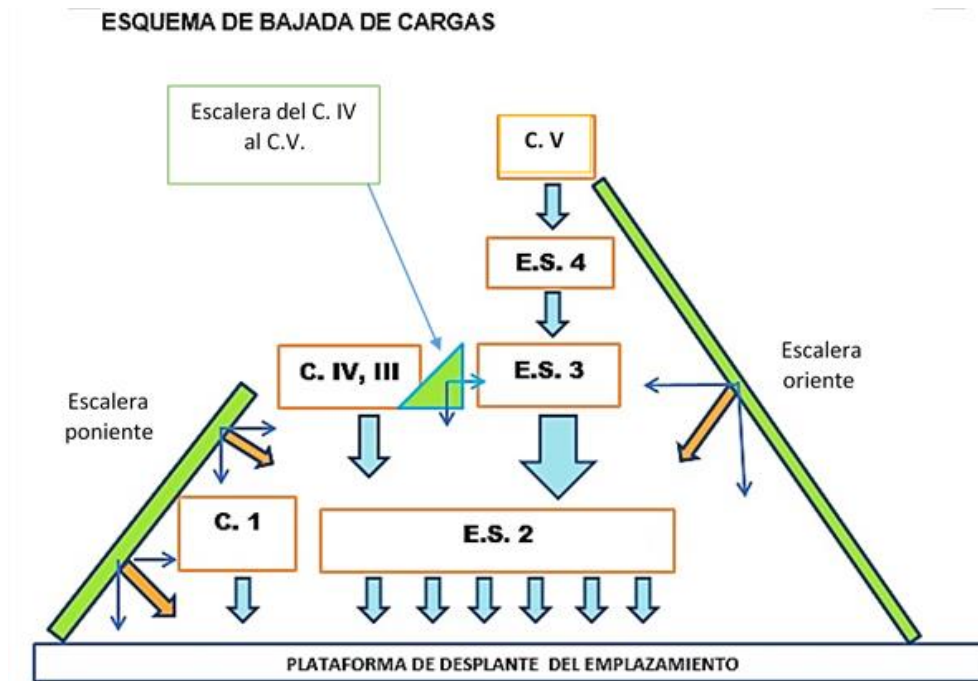 ESQUEMA DE BAJADA DE CARGAS
Escalera del C. IV
al C.V.
C. V
E.S. 4
C. IV, III
E.S. 3
Escalera
oriente
Escalera
poniente
C. 1
E.S. 2
PLATAFORMA DE DESPLANTE DEL EMPLAZAMIENTO